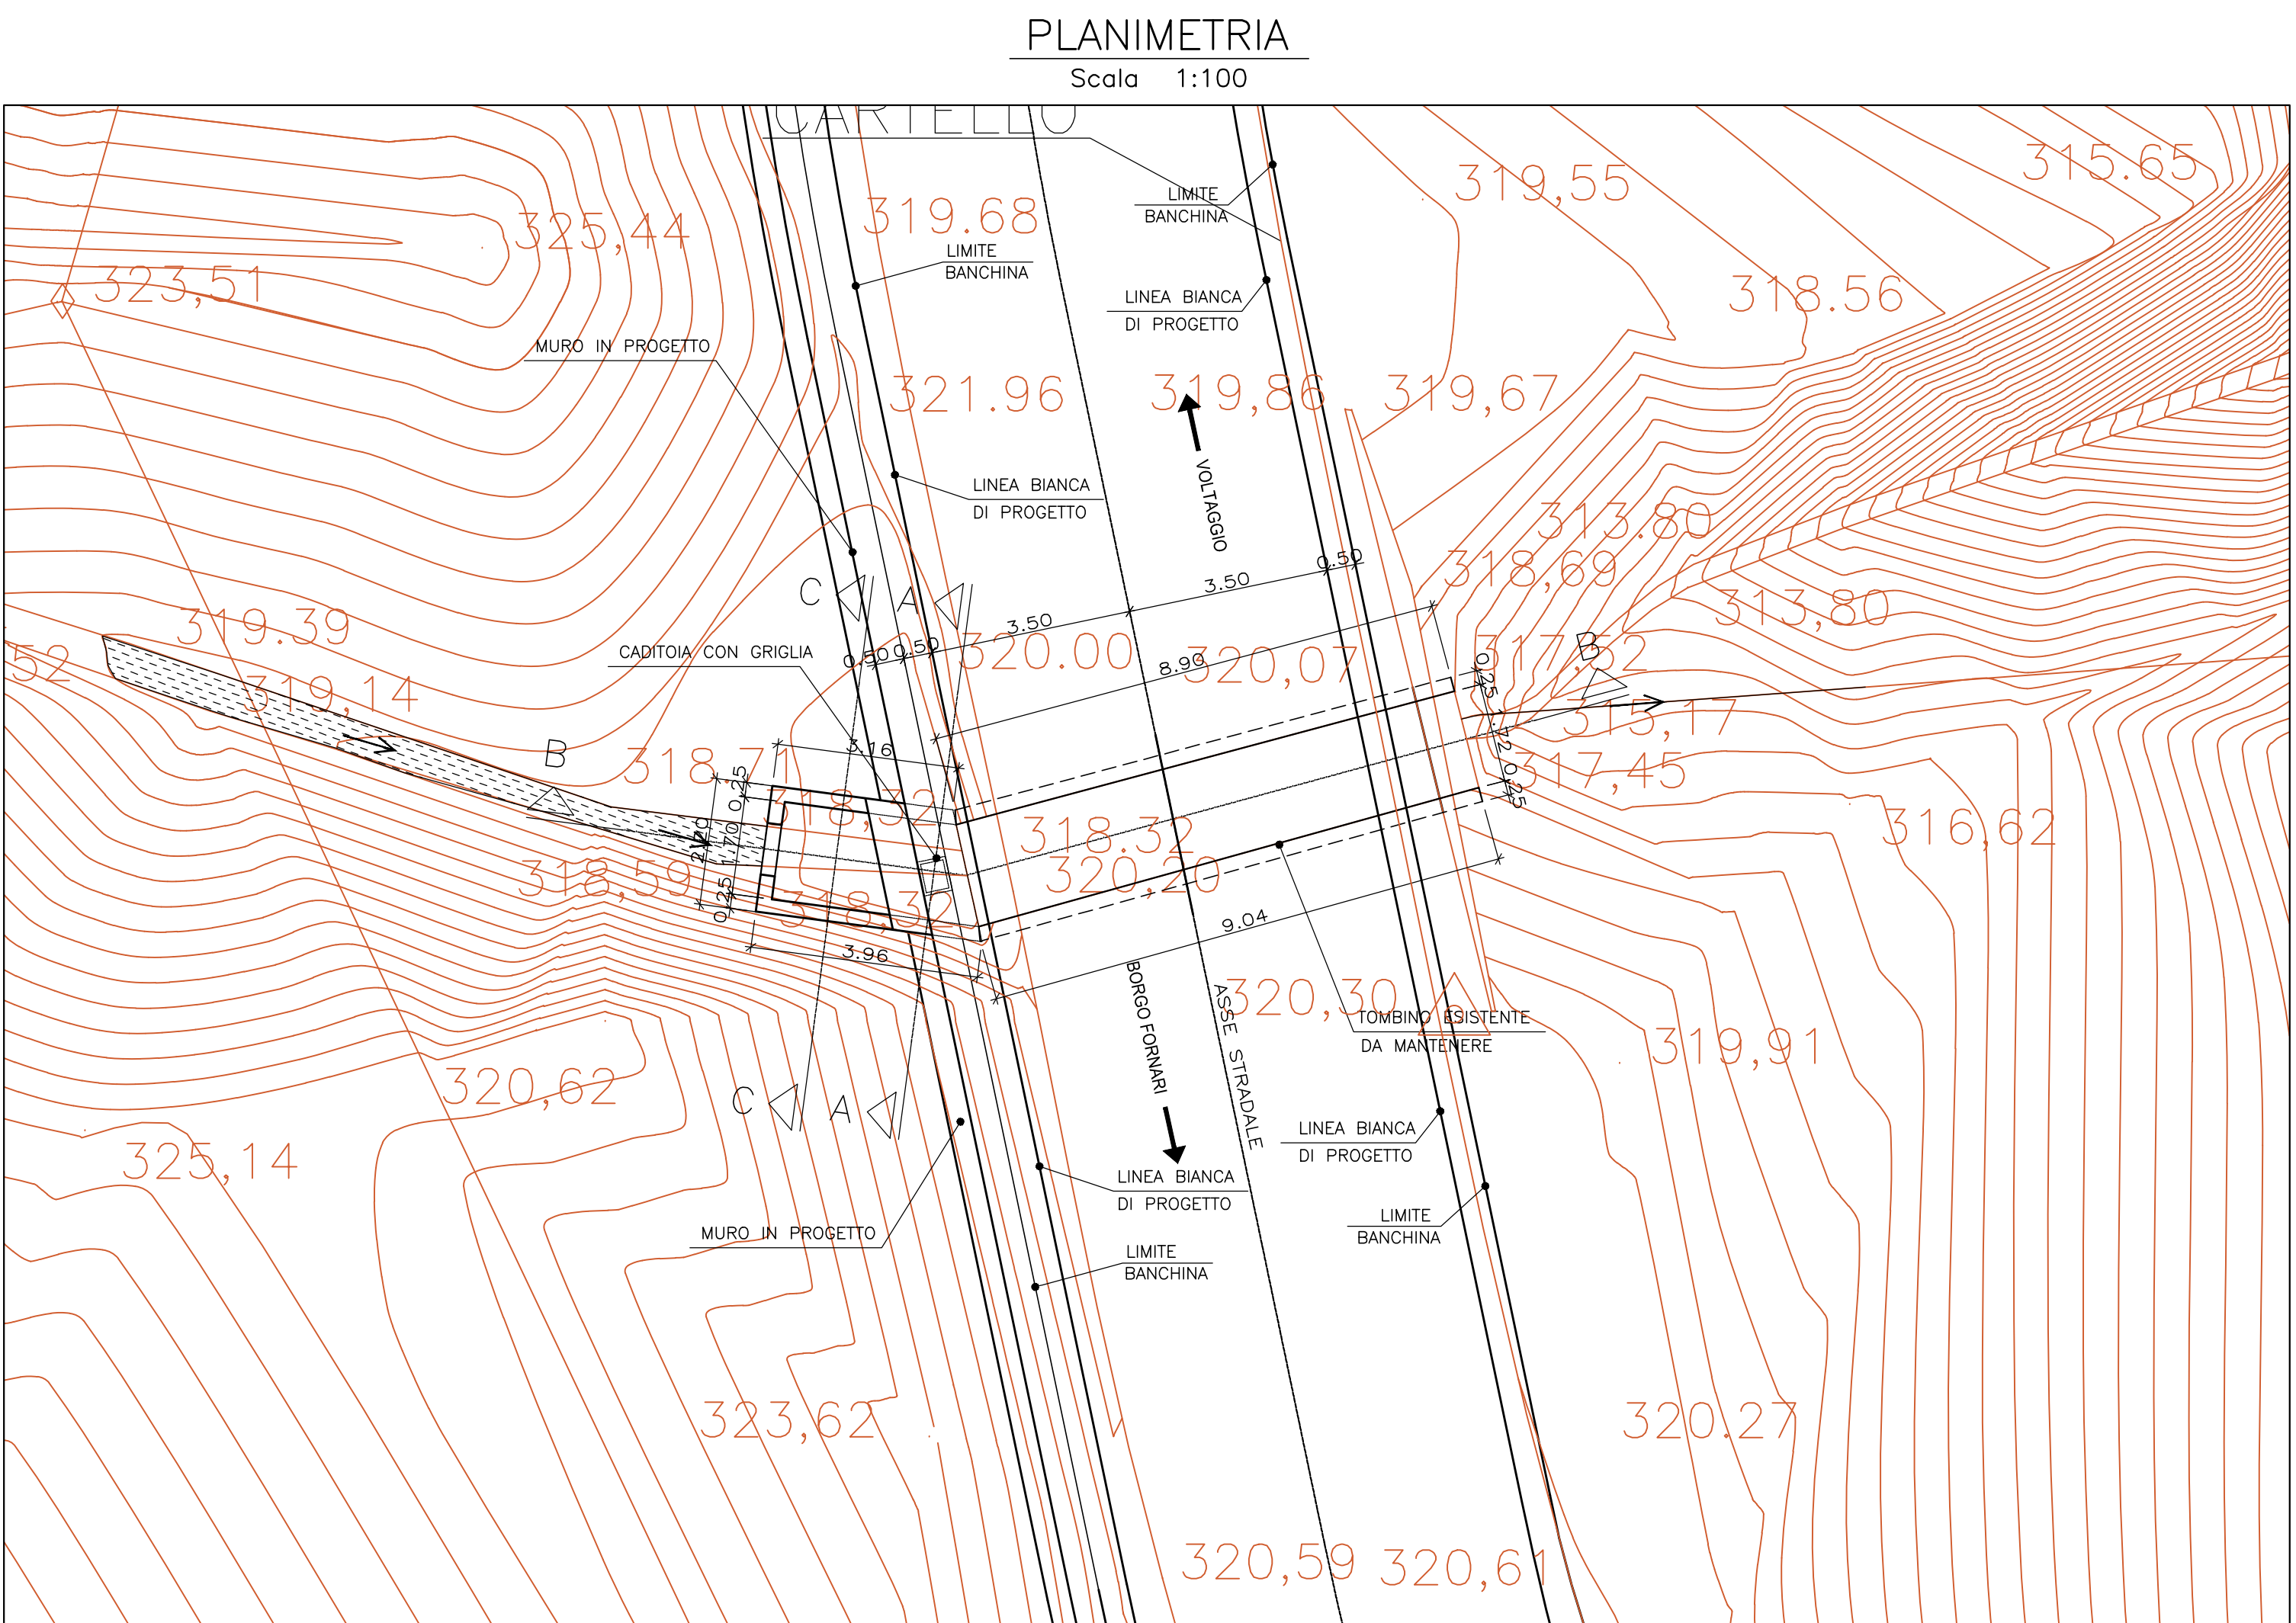 PLANIMETRIA
Scala 1:100
CARTELLO
LIMITE
BANCHINA
319,55
315.65
325,44
319.68
LIMITE
BANCHINA
323,51
LINEA BIANCA
DI PROGETTO
318.56
MURO IN PROGETTO
321.96
319,86
319,67
VOLTAGGIO
LINEA BIANCA
DI PROGETTO
313.80
318,69
0.50
3.50
C
A
3.50
313,80
319.39
CADITOIA CON GRIGLIA
0.50
0.50
320.00
8.90
320,07
317,52
B
52
319,14
0.25
315,17
1.72
B
318.71
3.16
0.25
317,45
0.25
318,32
318.32
316,62
1.70
2.20
318,59
320,20
0.25
318,32
9.04
3.96
BORGO FORNARI
ASSE STRADALE
320,30
6
TOMBINO ESISTENTE
DA MANTENERE
319,91
320,62
C
A
325,14
LINEA BIANCA
DI PROGETTO
LINEA BIANCA
DI PROGETTO
MURO IN PROGETTO
LIMITE
BANCHINA
LIMITE
BANCHINA
323,62
320.27
320,59
320,61